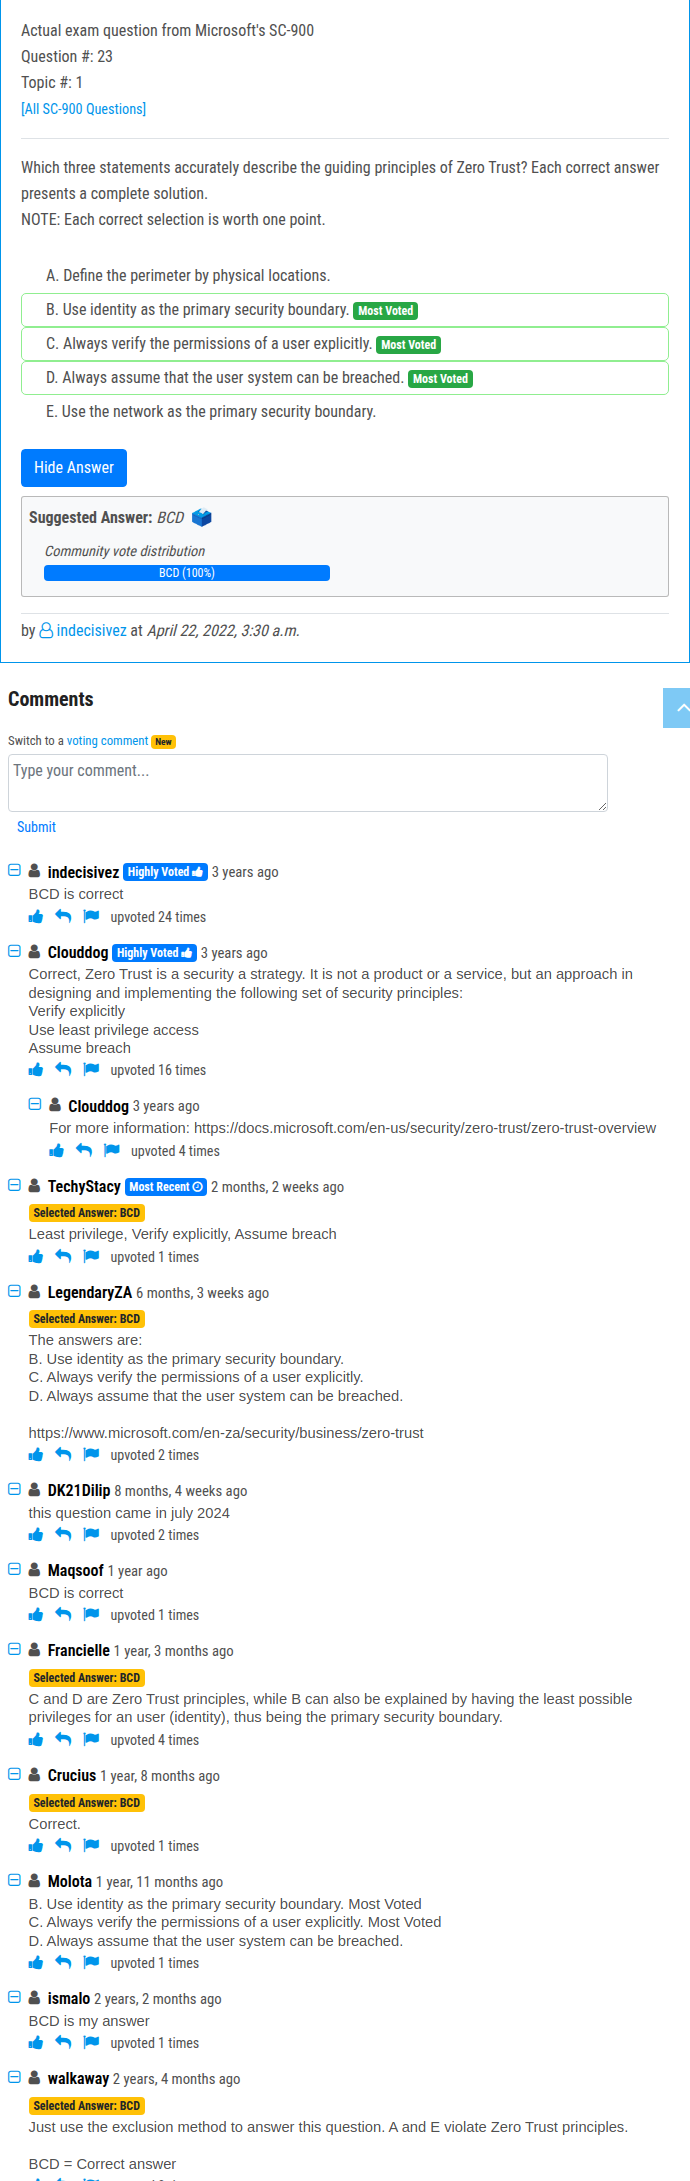 Actual exam question from Microsoft's SC-900
Question #: 23
Topic #: 1
[All SC-900 Questions]
Which three statements accurately describe the guiding principles of Zero Trust? Each correct answer
presents a complete solution.
NOTE: Each correct selection is worth one point.
A. Define the perimeter by physical locations.
B. Use identity as the primary security boundary. Most Voted
C. Always verify the permissions of a user explicitly. Most Voted
D. Always assume that the user system can be breached. Most Voted
E. Use the network as the primary security boundary.
Hide Answer
Suggested Answer: BCD
Community vote distribution
BCD (100%)
by indecisivez at April 22, 2022, 3:30 a.m.
Comments
Switch to a voting comment New
Type your comment...
Submit
indecisivez Highly Voted 3 years ago
BCD is correct
upvoted 24 times
Clouddog Highly Voted 3 years ago
Correct, Zero Trust is a security a strategy. It is not a product or a service, but an approach in
designing and implementing the following set of security principles:
Verify explicitly
Use least privilege access
Assume breach
upvoted 16 times
Clouddog 3 years ago
For more information: https://docs.microsoft.com/en-us/security/zero-trust/zero-trust-overview
upvoted 4 times
TechyStacy Most Recent 2 months, 2 weeks ago
Selected Answer: BCD
Least privilege, Verify explicitly, Assume breach
upvoted 1 times
LegendaryZA 6 months, 3 weeks ago
Selected Answer: BCD
The answers are:
B. Use identity as the primary security boundary.
C. Always verify the permissions of a user explicitly.
D. Always assume that the user system can be breached.
https://www.microsoft.com/en-za/security/business/zero-trust
upvoted 2 times
DK21Dilip 8 months, 4 weeks ago
this question came in july 2024
upvoted 2 times
Maqsoof 1 year ago
BCD is correct
upvoted 1 times
Francielle 1 year, 3 months ago
Selected Answer: BCD
C and D are Zero Trust principles, while B can also be explained by having the least possible
privileges for an user (identity), thus being the primary security boundary.
upvoted 4 times
Crucius 1 year, 8 months ago
Selected Answer: BCD
Correct.
upvoted 1 times
Molota 1 year, 11 months ago
B. Use identity as the primary security boundary. Most Voted
C. Always verify the permissions of a user explicitly. Most Voted
D. Always assume that the user system can be breached.
upvoted 1 times
ismalo 2 years, 2 months ago
BCD is my answer
upvoted 1 times
walkaway 2 years, 4 months ago
Selected Answer: BCD
Just use the exclusion method to answer this question. A and E violate Zero Trust principles.
BCD = Correct answer